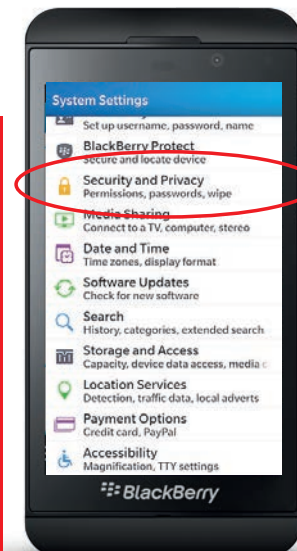 System Settings
Set up username, password, name
BlackBerry Protect
Secure and locate device
Security and Privacy
Permissions, passwords, wipe
Media Sharing
Connect to a TV, computer, stereo
Date and Time
Time zones, display format
Software Updates
Check for new software
Search
History, categories, extended search
Storage and Access
Capacity, device data access, media
Location Services
Detection, traffic data, local adverts
Payment Options
Credit card, PayPal
Accessibility
Magnification, TTY settings
BlackBerry